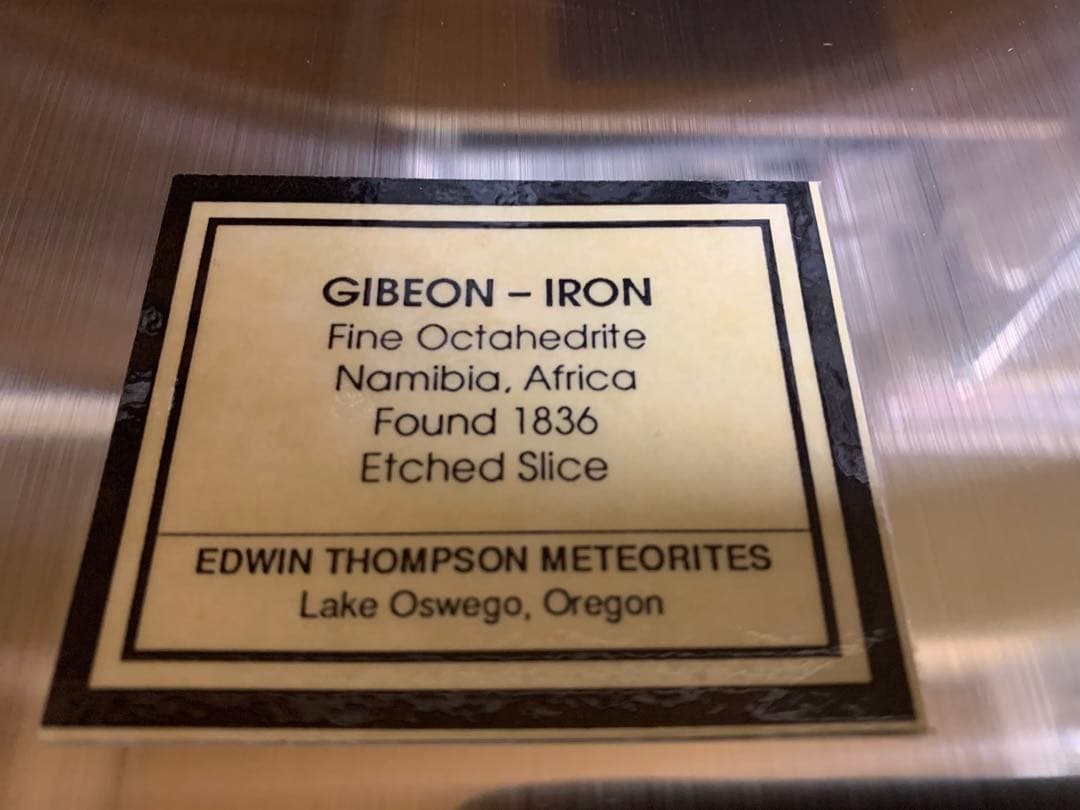 GIBEON – IRON
Fine Octahedrite
Namibia, Africa
Found 1836
Etched Slice
EDWIN THOMPSON METEORITES
Lake Oswego, Oregon